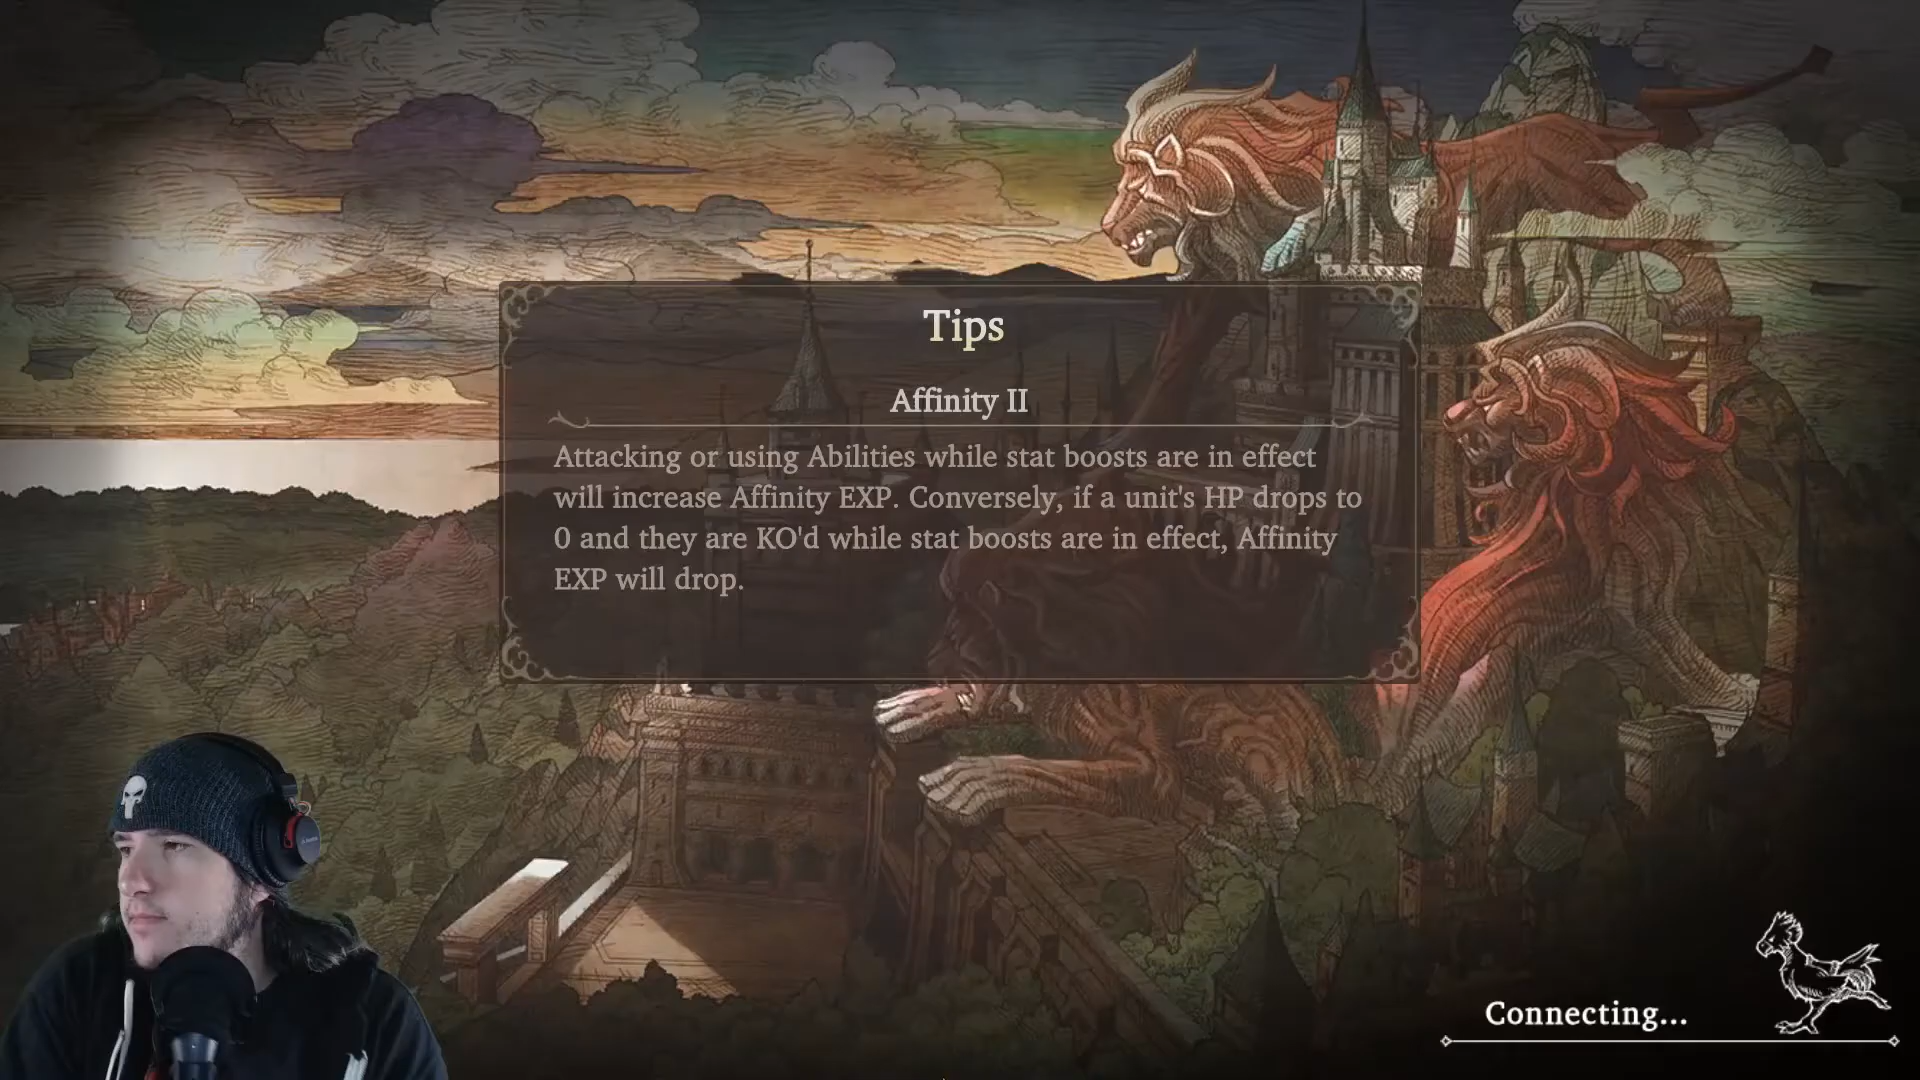 Tips
Affinity II
Attacking or using Abilities while stat boosts are in effect
will increase Affinity EXP. Conversely, if a unit's HP drops to
0 and they are KO'd while stat boosts are in effect, Affinity
EXP will drop.
Connecting...